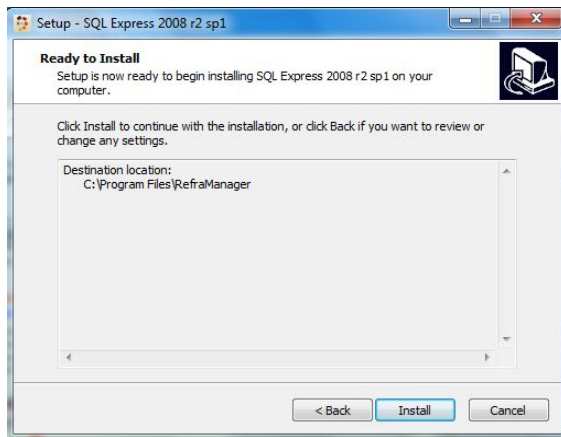 Setup - SQL Express 2008 r2 sp1
Ready to Install
Setup is now ready to begin installing SQL Express 2008 r2 sp1 on your
computer.
Click Install to continue with the installation, or click Back if you want to review or
change any settings.
Destination location:
C:\Program Files\RefraManager
< Back
Install
Cancel